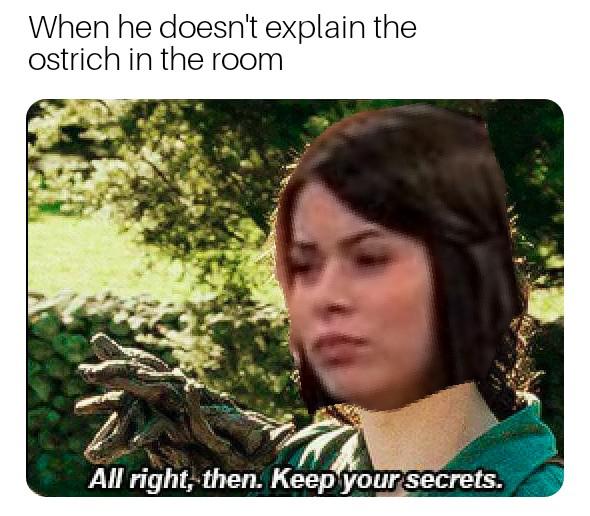 When he doesn't explain the
ostrich in the room
All right, then. Keep your secrets.